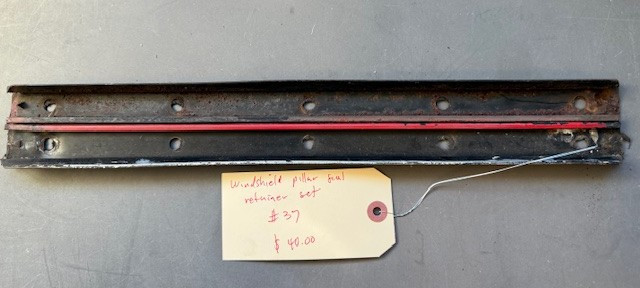 Windshield pillar seal
retainer set
# 37
$ 40.00